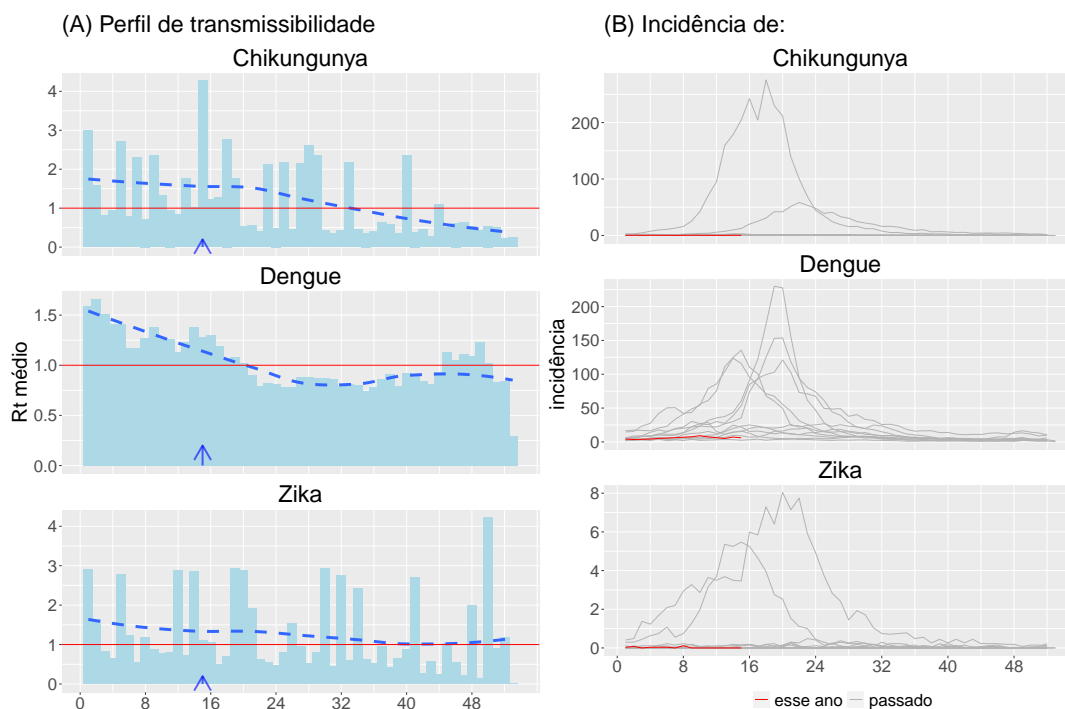 (A) Perfil de transmissibilidade
Chikungunya
4
3
2
1
0
Dengue
1.5
1.0
0.5
0.0
Rt médio
Zika
4
3
2
1
0
0 8 16 24 32 40 48
(B) Incidência de:
Chikungunya
200
100
0
Dengue
200
150
100
50
0
incidência
Zika
8
6
4
2
0
0 8 16 24 32 40 48
esse ano passado